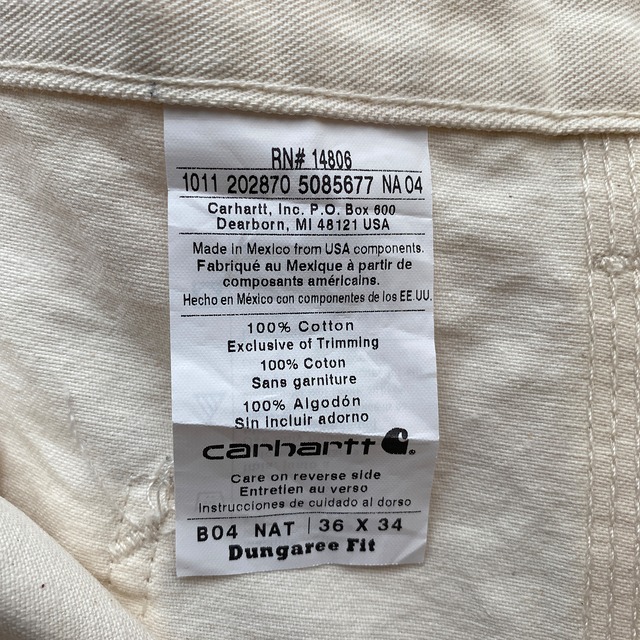 RN# 14806
1011 202870 5085677 NA 04
Carhartt, Inc. P.O. Box 600
Dearborn, MI 48121 USA
Made in Mexico from USA components.
Fabriqué au Mexique à partir de
composants américains.
Hecho en México con componentes de los EE.UU.
100% Cotton
Exclusive of Trimming
100% Coton
Sans garniture
100% Algodón
Sin incluir adorno
carhartt ®
Care on reverse side
Entretien au verso
Instrucciones de cuidado al dorso
B04 NAT | 36 X 34
Dungaree Fit